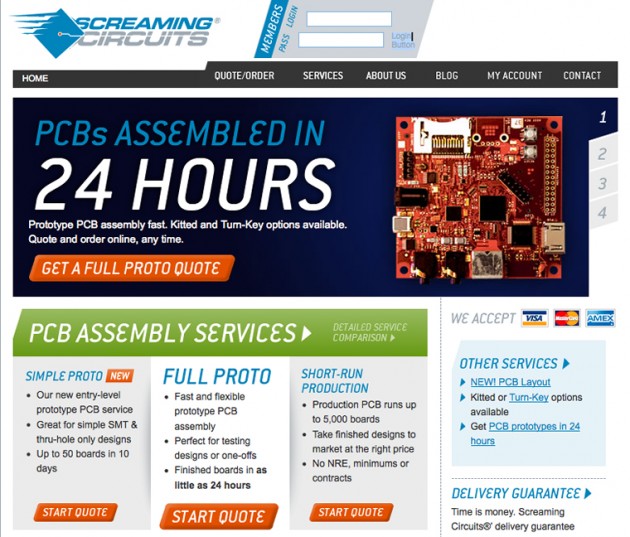 SCREAMING
CIRCUITS®
MEMBERS
LOGIN
PASS
Login
Button
HOME
QUOTE/ORDER
SERVICES
ABOUT US
BLOG
MY ACCOUNT
CONTACT
PCBs ASSEMBLED IN
24 HOURS
Prototype PCB assembly fast. Kitted and Turn-Key options available.
Quote and order online, any time.
GET A FULL PROTO QUOTE
1
2
3
4
PCB ASSEMBLY SERVICES
DETAILED SERVICE
COMPARISON
SIMPLE PROTO NEW
• Our new entry-level
prototype PCB service
• Great for simple SMT &
thru-hole only designs
• Up to 50 boards in 10
days
START QUOTE
FULL PROTO
• Fast and flexible
prototype PCB
assembly
• Perfect for testing
designs or one-offs
• Finished boards in as
little as 24 hours
START QUOTE
SHORT-RUN
PRODUCTION
• Production PCB runs up
to 5,000 boards
• Take finished designs to
market at the right price
• No NRE, minimums or
contracts
START QUOTE
WE ACCEPT
VISA
MasterCard
AMEX
OTHER SERVICES
NEW! PCB Layout
Kitted or Turn-Key options
available
Get PCB prototypes in 24
hours
DELIVERY GUARANTEE
Time is money. Screaming
Circuits®' delivery guarantee